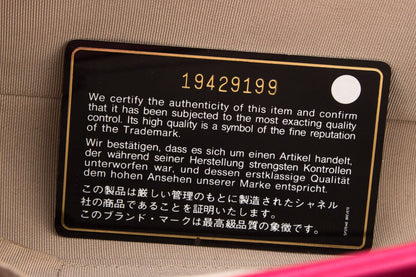 19429199
We certify the authenticity of this item and confirm
that it has been subjected to the most exacting quality
control. Its high quality is a symbol of the fine reputation
of the Trademark.
Wir bestätigen, dass es sich um einen Artikel handelt,
der während seiner Herstellung strengsten Kontrollen
unterworfen war, und dessen erstklassige Qualität
dem hohen Ansehen unserer Marke entspricht.
この製品は厳しい管理のもとに製造されたシャネル
社の商品であることを証明いたします。
このブランド・マークは最高級品質の象徴です。